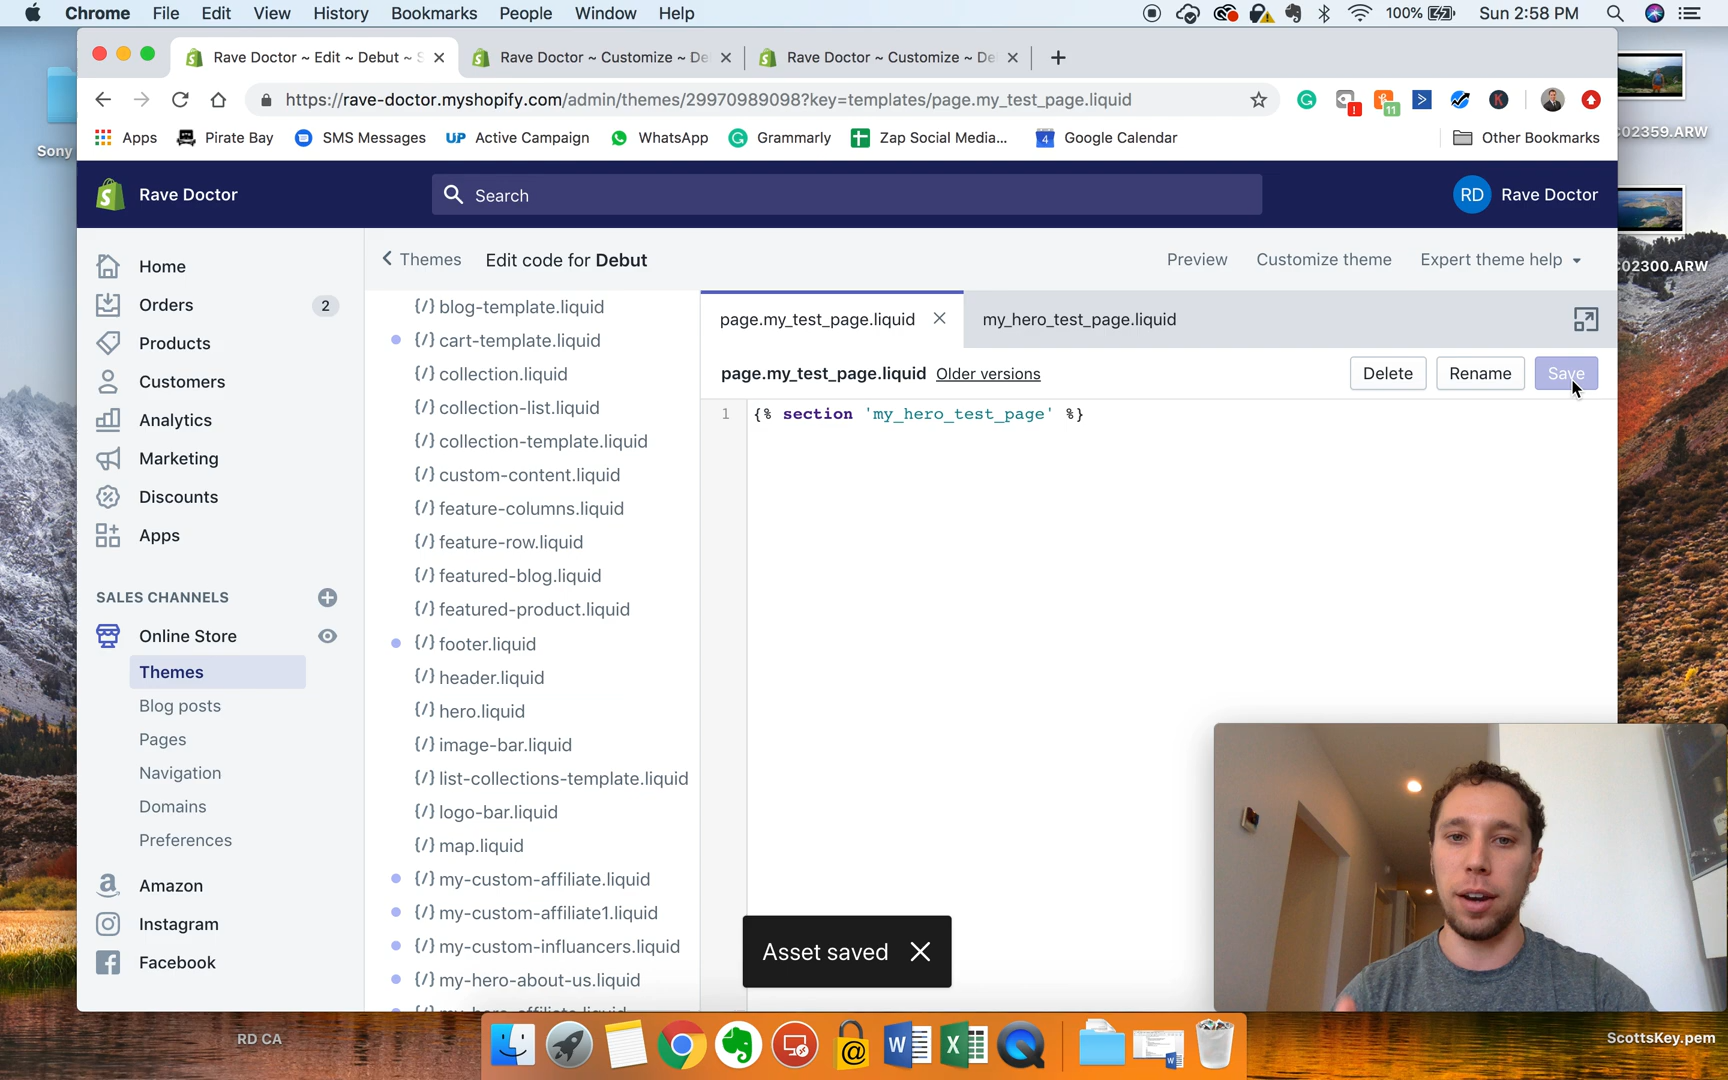 Chrome File Edit View History Bookmarks People Window Help 100% Sun 2:58 PM
Rave Doctor ~ Edit ~ Debut ~ S
Rave Doctor ~ Customize ~ De
Rave Doctor ~ Customize ~ De
https://rave-doctor.myshopify.com/admin/themes/29970989098?key=templates/page.my_test_page.liquid
11
Apps Pirate Bay SMS Messages UP Active Campaign WhatsApp Grammarly Zap Social Media... 4 Google Calendar Other Bookmarks
Sony
02359.ARW
C02300.ARW
Rave Doctor
Search
RD Rave Doctor
Home
Orders 2
Products
Customers
Analytics
Marketing
Discounts
Apps
SALES CHANNELS
Online Store
Themes
Blog posts
Pages
Navigation
Domains
Preferences
Amazon
Instagram
Facebook
Themes Edit code for Debut
Preview Customize theme Expert theme help
{/} blog-template.liquid
{/} cart-template.liquid
{/} collection.liquid
{/} collection-list.liquid
{/} collection-template.liquid
{/} custom-content.liquid
{/} feature-columns.liquid
{/} feature-row.liquid
{/} featured-blog.liquid
{/} featured-product.liquid
{/} footer.liquid
{/} header.liquid
{/} hero.liquid
{/} image-bar.liquid
{/} list-collections-template.liquid
{/} logo-bar.liquid
{/} map.liquid
{/} my-custom-affiliate.liquid
{/} my-custom-affiliate1.liquid
{/} my-custom-influancers.liquid
{/} my-hero-about-us.liquid
{/} my-hero-affiliate.liquid
page.my_test_page.liquid
my_hero_test_page.liquid
page.my_test_page.liquid Older versions
Delete Rename Save
1 {% section 'my_hero_test_page' %}
Asset saved
RD CA
ScottsKey.pem